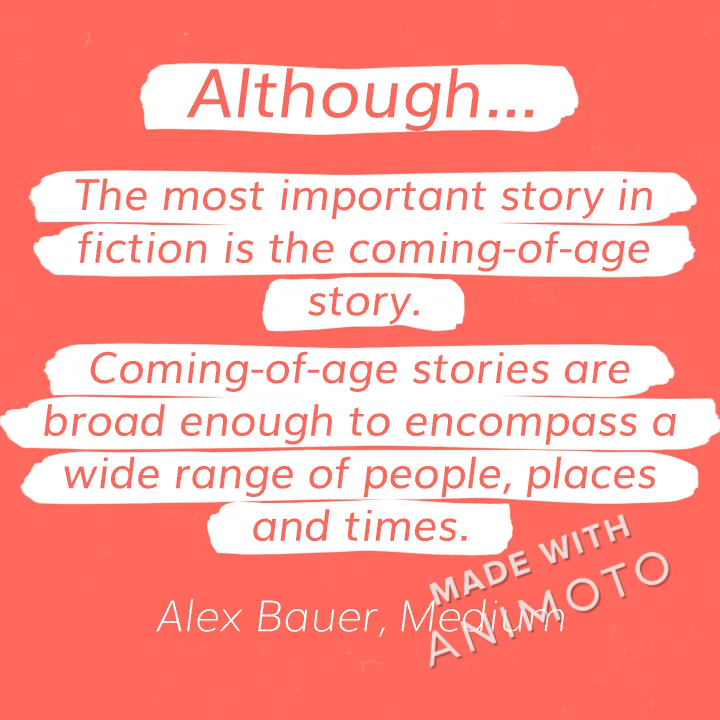 Although...
The most important story in
fiction is the coming-of-age
story.
Coming-of-age stories are
broad enough to encompass a
wide range of people, places
and times.
Alex Bauer, Medium
MADE WITH
ANIMOTO